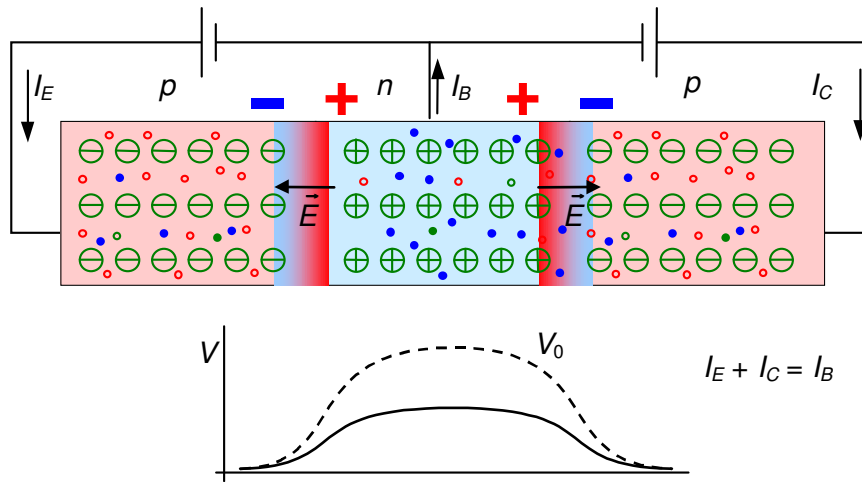 I_E p n I_B p I_C
− + + −
E⃗ E⃗
V V_0
I_E + I_C = I_B